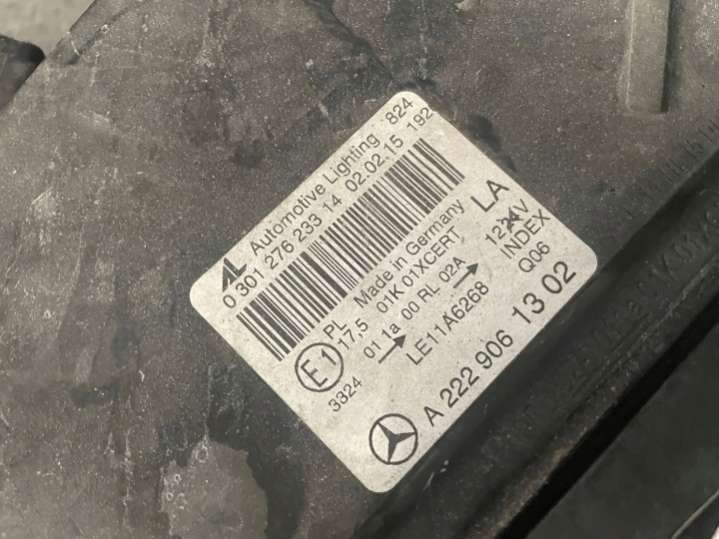 AL Automotive Lighting 824
0 301 276 233 14 02.02.15 192
Made in Germany LA
PL 01K 01XCERT
E1 17,5
01 1a 00 RL 02A 1224V
3324 INDEX
LE11A6268 Q06
A 222 906 13 02